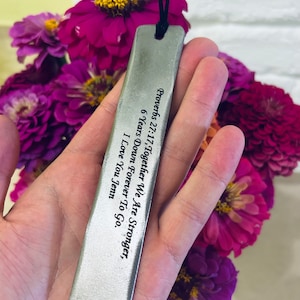 Proverbs 27:17, Together We Are Stronger,
6 Years Down Forever To Go.
I Love You Jenn